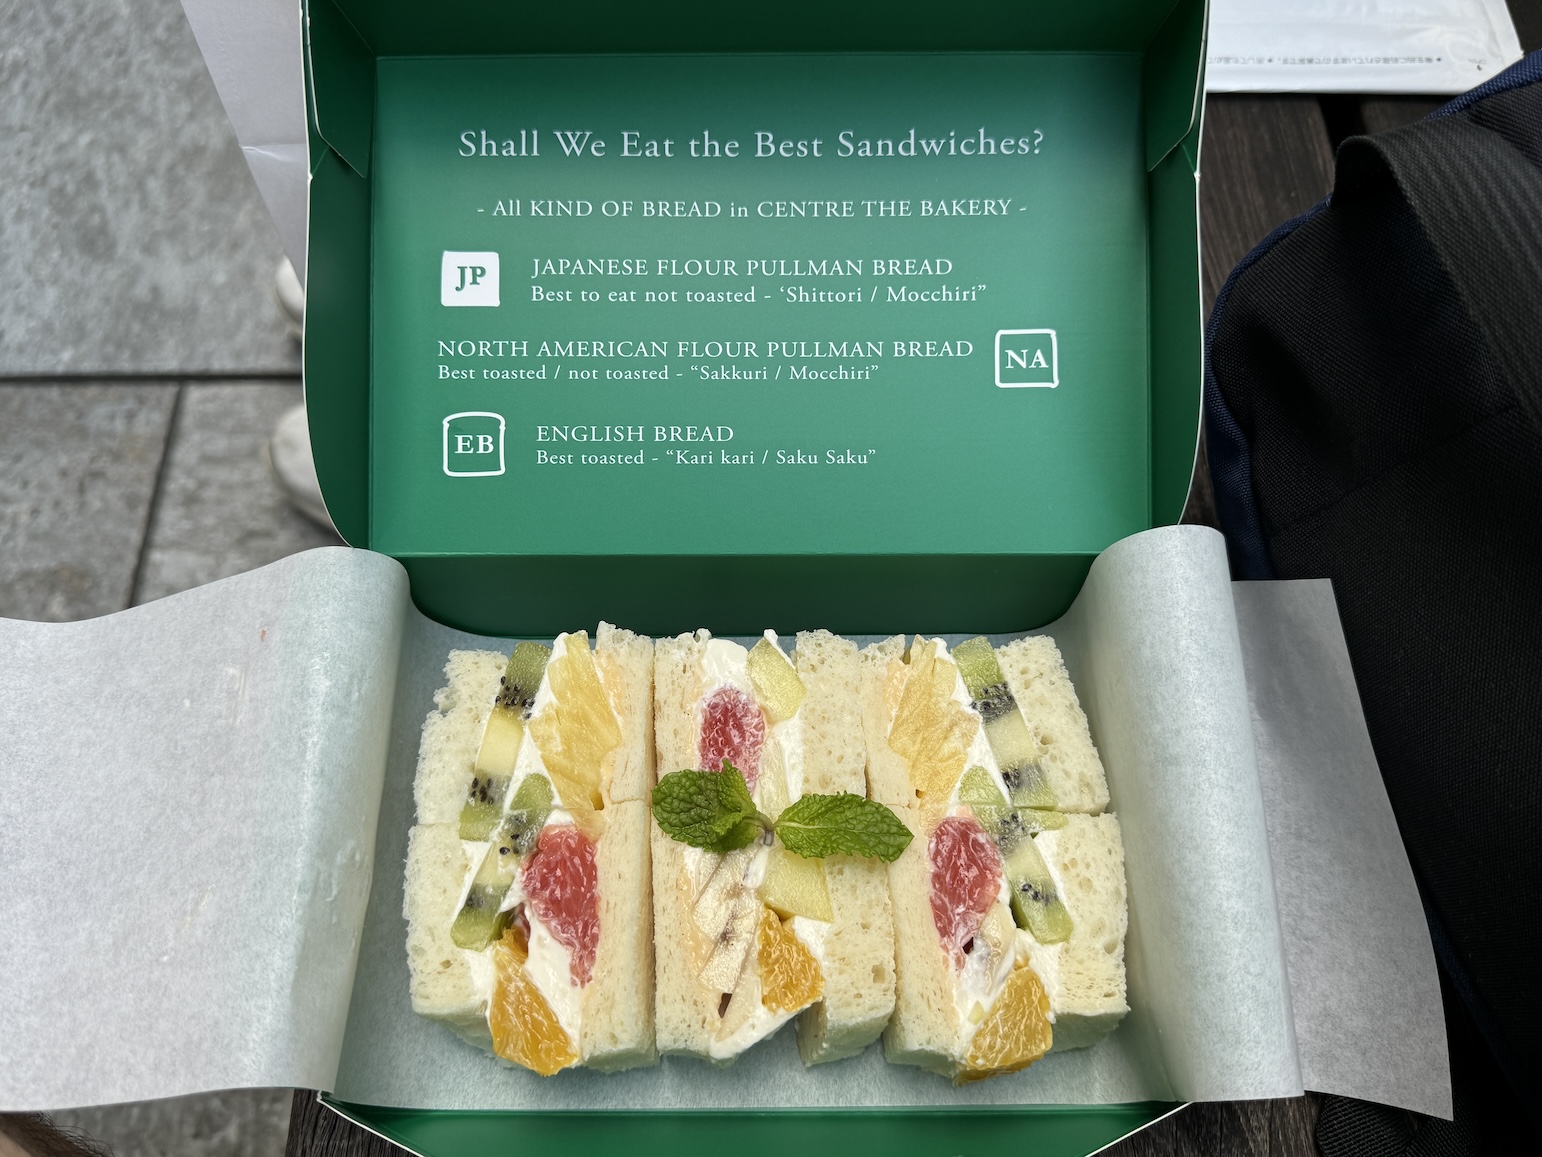 Shall We Eat the Best Sandwiches?
- All KIND OF BREAD in CENTRE THE BAKERY -
JP
JAPANESE FLOUR PULLMAN BREAD
Best to eat not toasted - ‘Shittori / Mocchiri”
NORTH AMERICAN FLOUR PULLMAN BREAD
Best toasted / not toasted - “Sakkuri / Mocchiri”
NA
EB
ENGLISH BREAD
Best toasted - “Kari kari / Saku Saku”